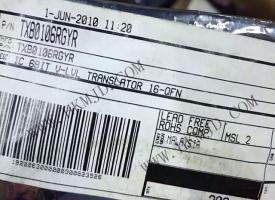 1-JUN-2010 11:20
P/N TXB0106RGYR
TXB0106RGYR
IC 6BIT V-LVL TRANSLATOR 16-QFN
LEAD FREE
ROHS COMP. MSL 2
MALAYSIA